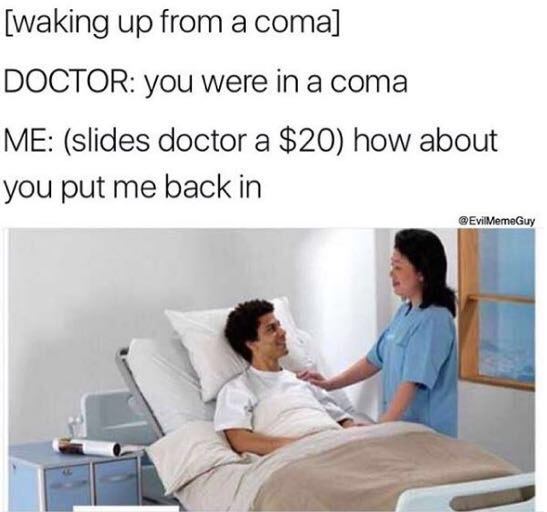 [waking up from a coma]
DOCTOR: you were in a coma
ME: (slides doctor a $20) how about
you put me back in
@EvilMemeGuy